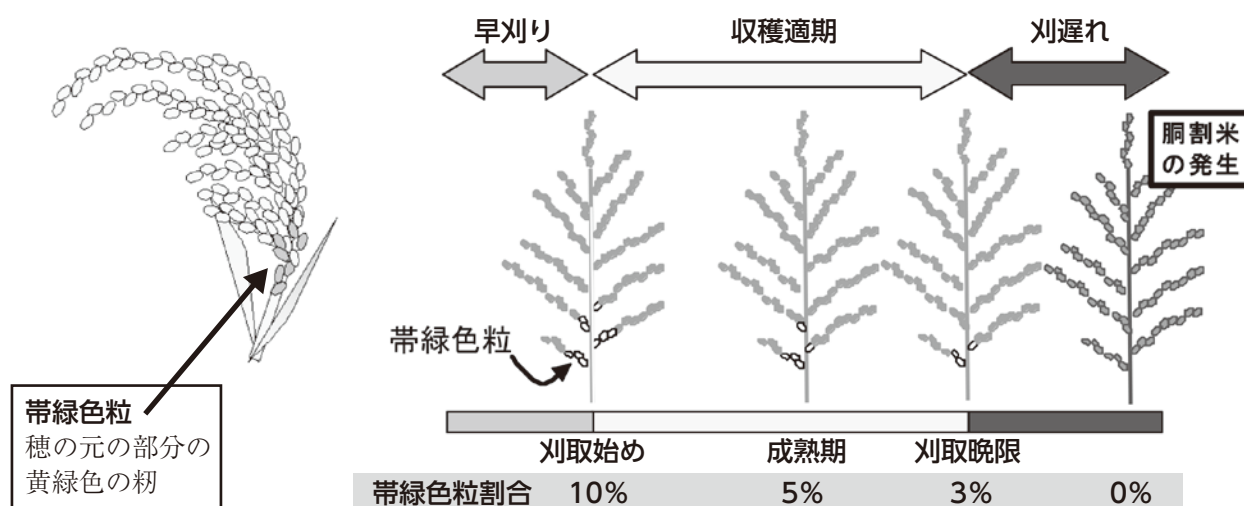 早刈り
収穫適期
刈遅れ
胴割米
の発生
帯緑色粒
帯緑色粒
穂の元の部分の
黄緑色の籾
刈取始め
成熟期
刈取晩限
帯緑色粒割合 10% 5% 3% 0%